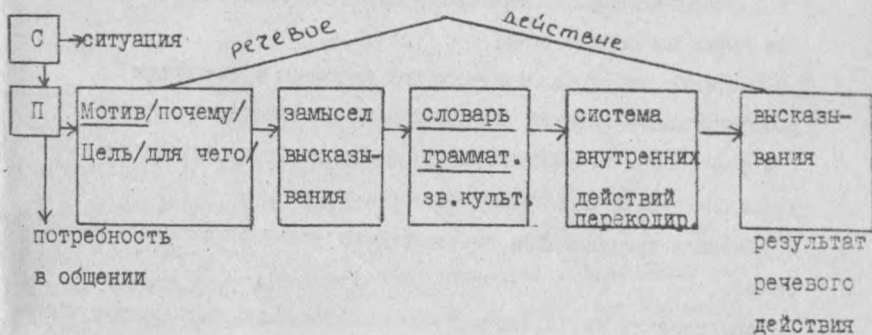 речевое действие
С → ситуация
П
Мотив/почему/
Цель/для чего/
замысел
высказы-
вания
словарь
граммат.
зв.культ.
система
внутренних
действий
перекодир.
высказы-
вания
потребность
в общении
результат
речевого
действия